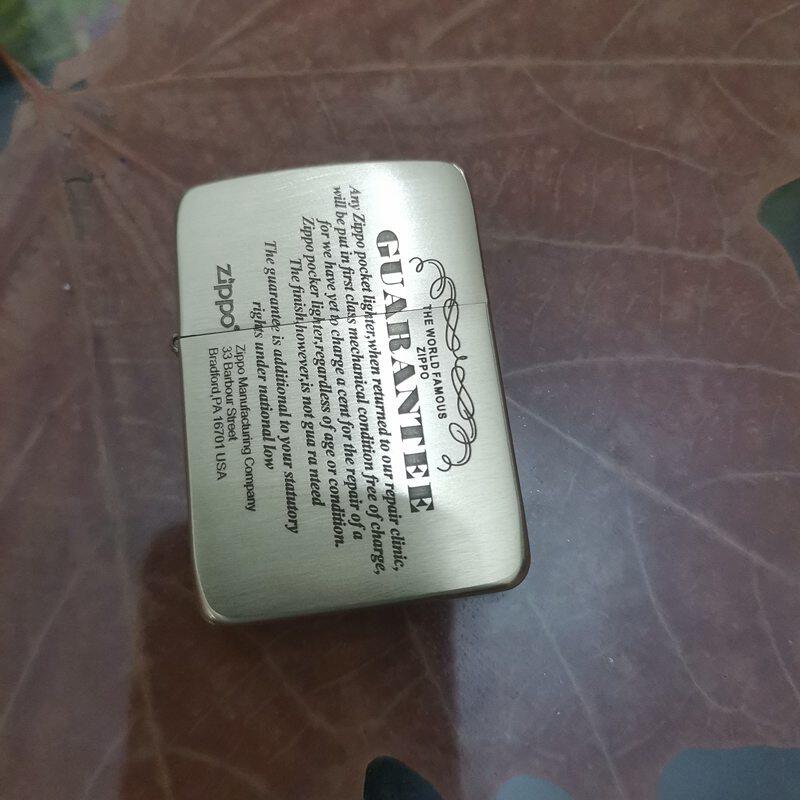 THE WORLD FAMOUS
ZIPPO
GUARANTEE
Any Zippo pocket lighter,when returned to our repair clinic,
will be put in first class mechanical condition free of charge,
for we have yet to charge a cent for the repair of a
Zippo pocker lighter,regardless of age or condition.
The finish,however,is not gua ra nteed
The guarantee is additional to your statutory
rights under national low
zippo®
Zippo Manufacturing Company
33 Barbour Street
Bradford,PA 16701 USA